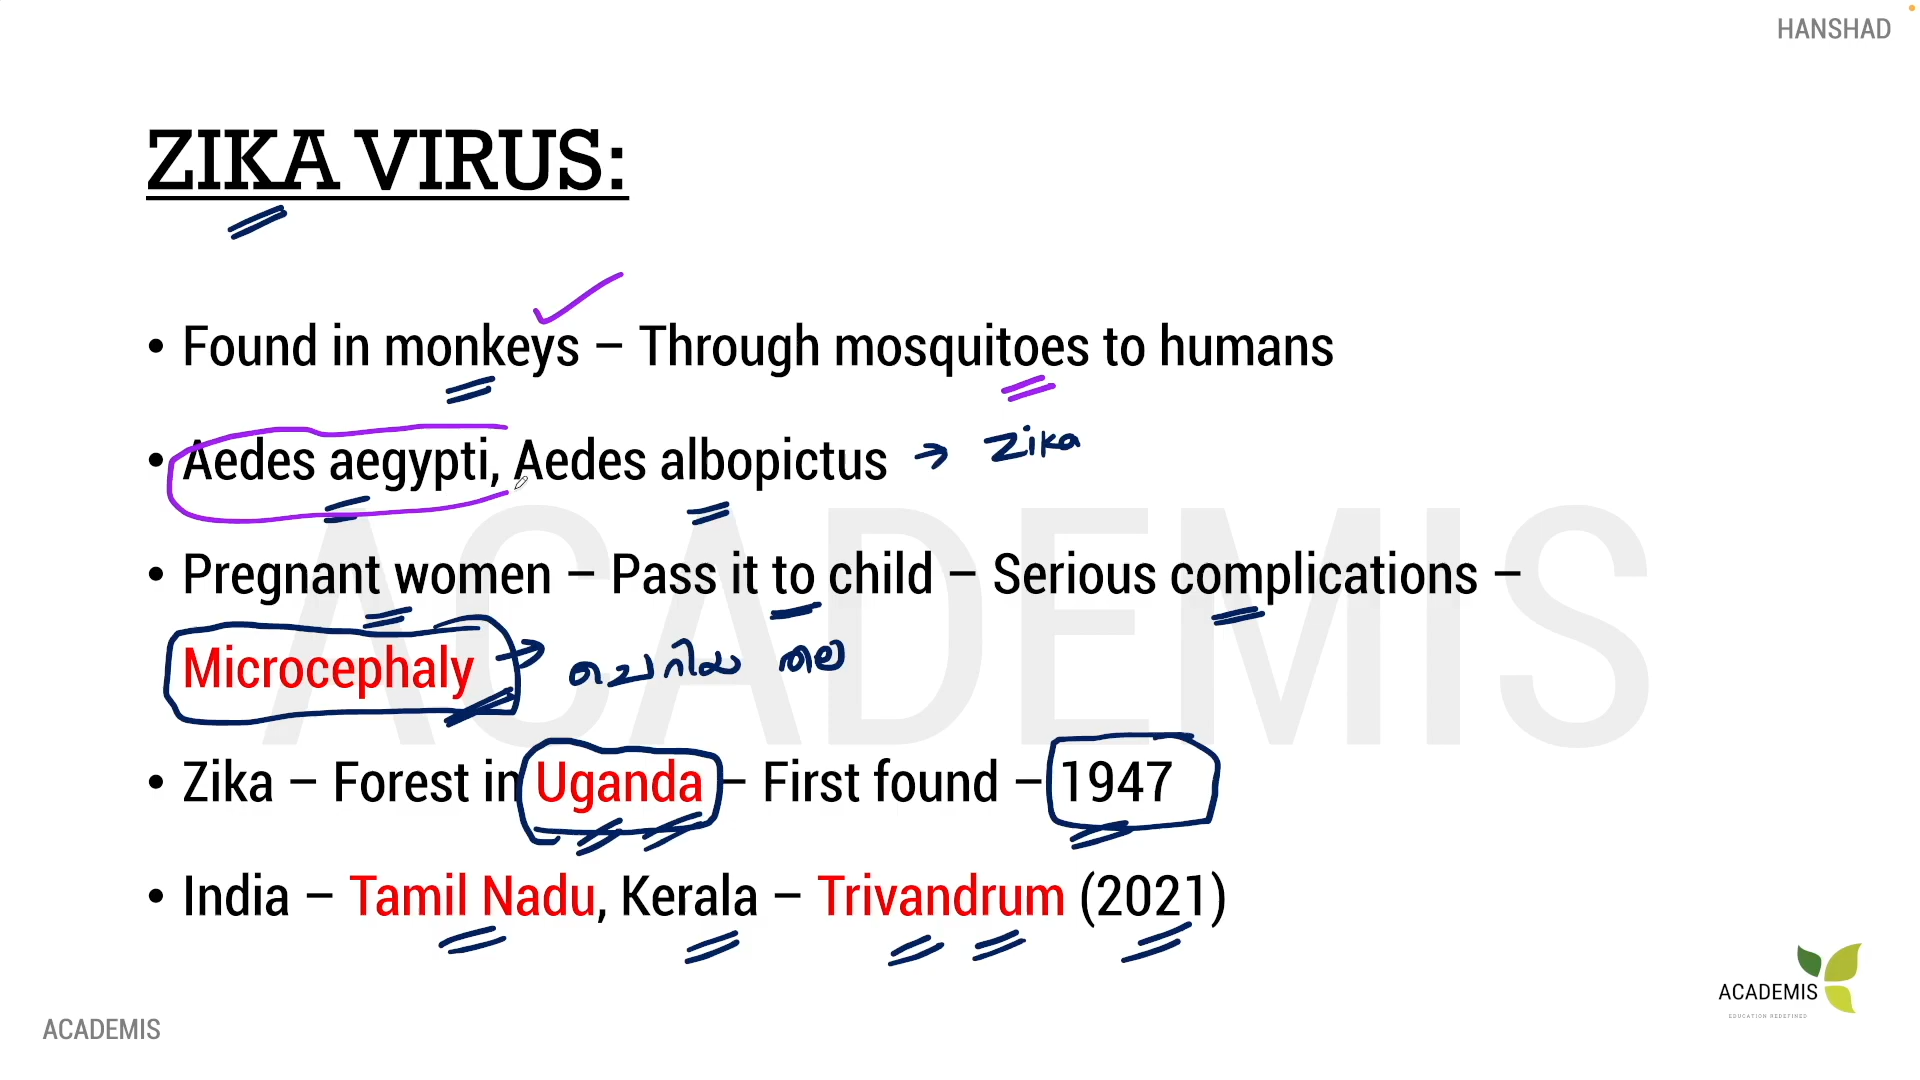 HANSHAD
ZIKA VIRUS:
• Found in monkeys – Through mosquitoes to humans
• Aedes aegypti, Aedes albopictus → Zika
• Pregnant women – Pass it to child – Serious complications –
Microcephaly → ചെറിയ തല
• Zika – Forest in Uganda – First found – 1947
• India – Tamil Nadu, Kerala – Trivandrum (2021)
ACADEMIS
ACADEMIS
EDUCATION REDEFINED
ACADEMIS